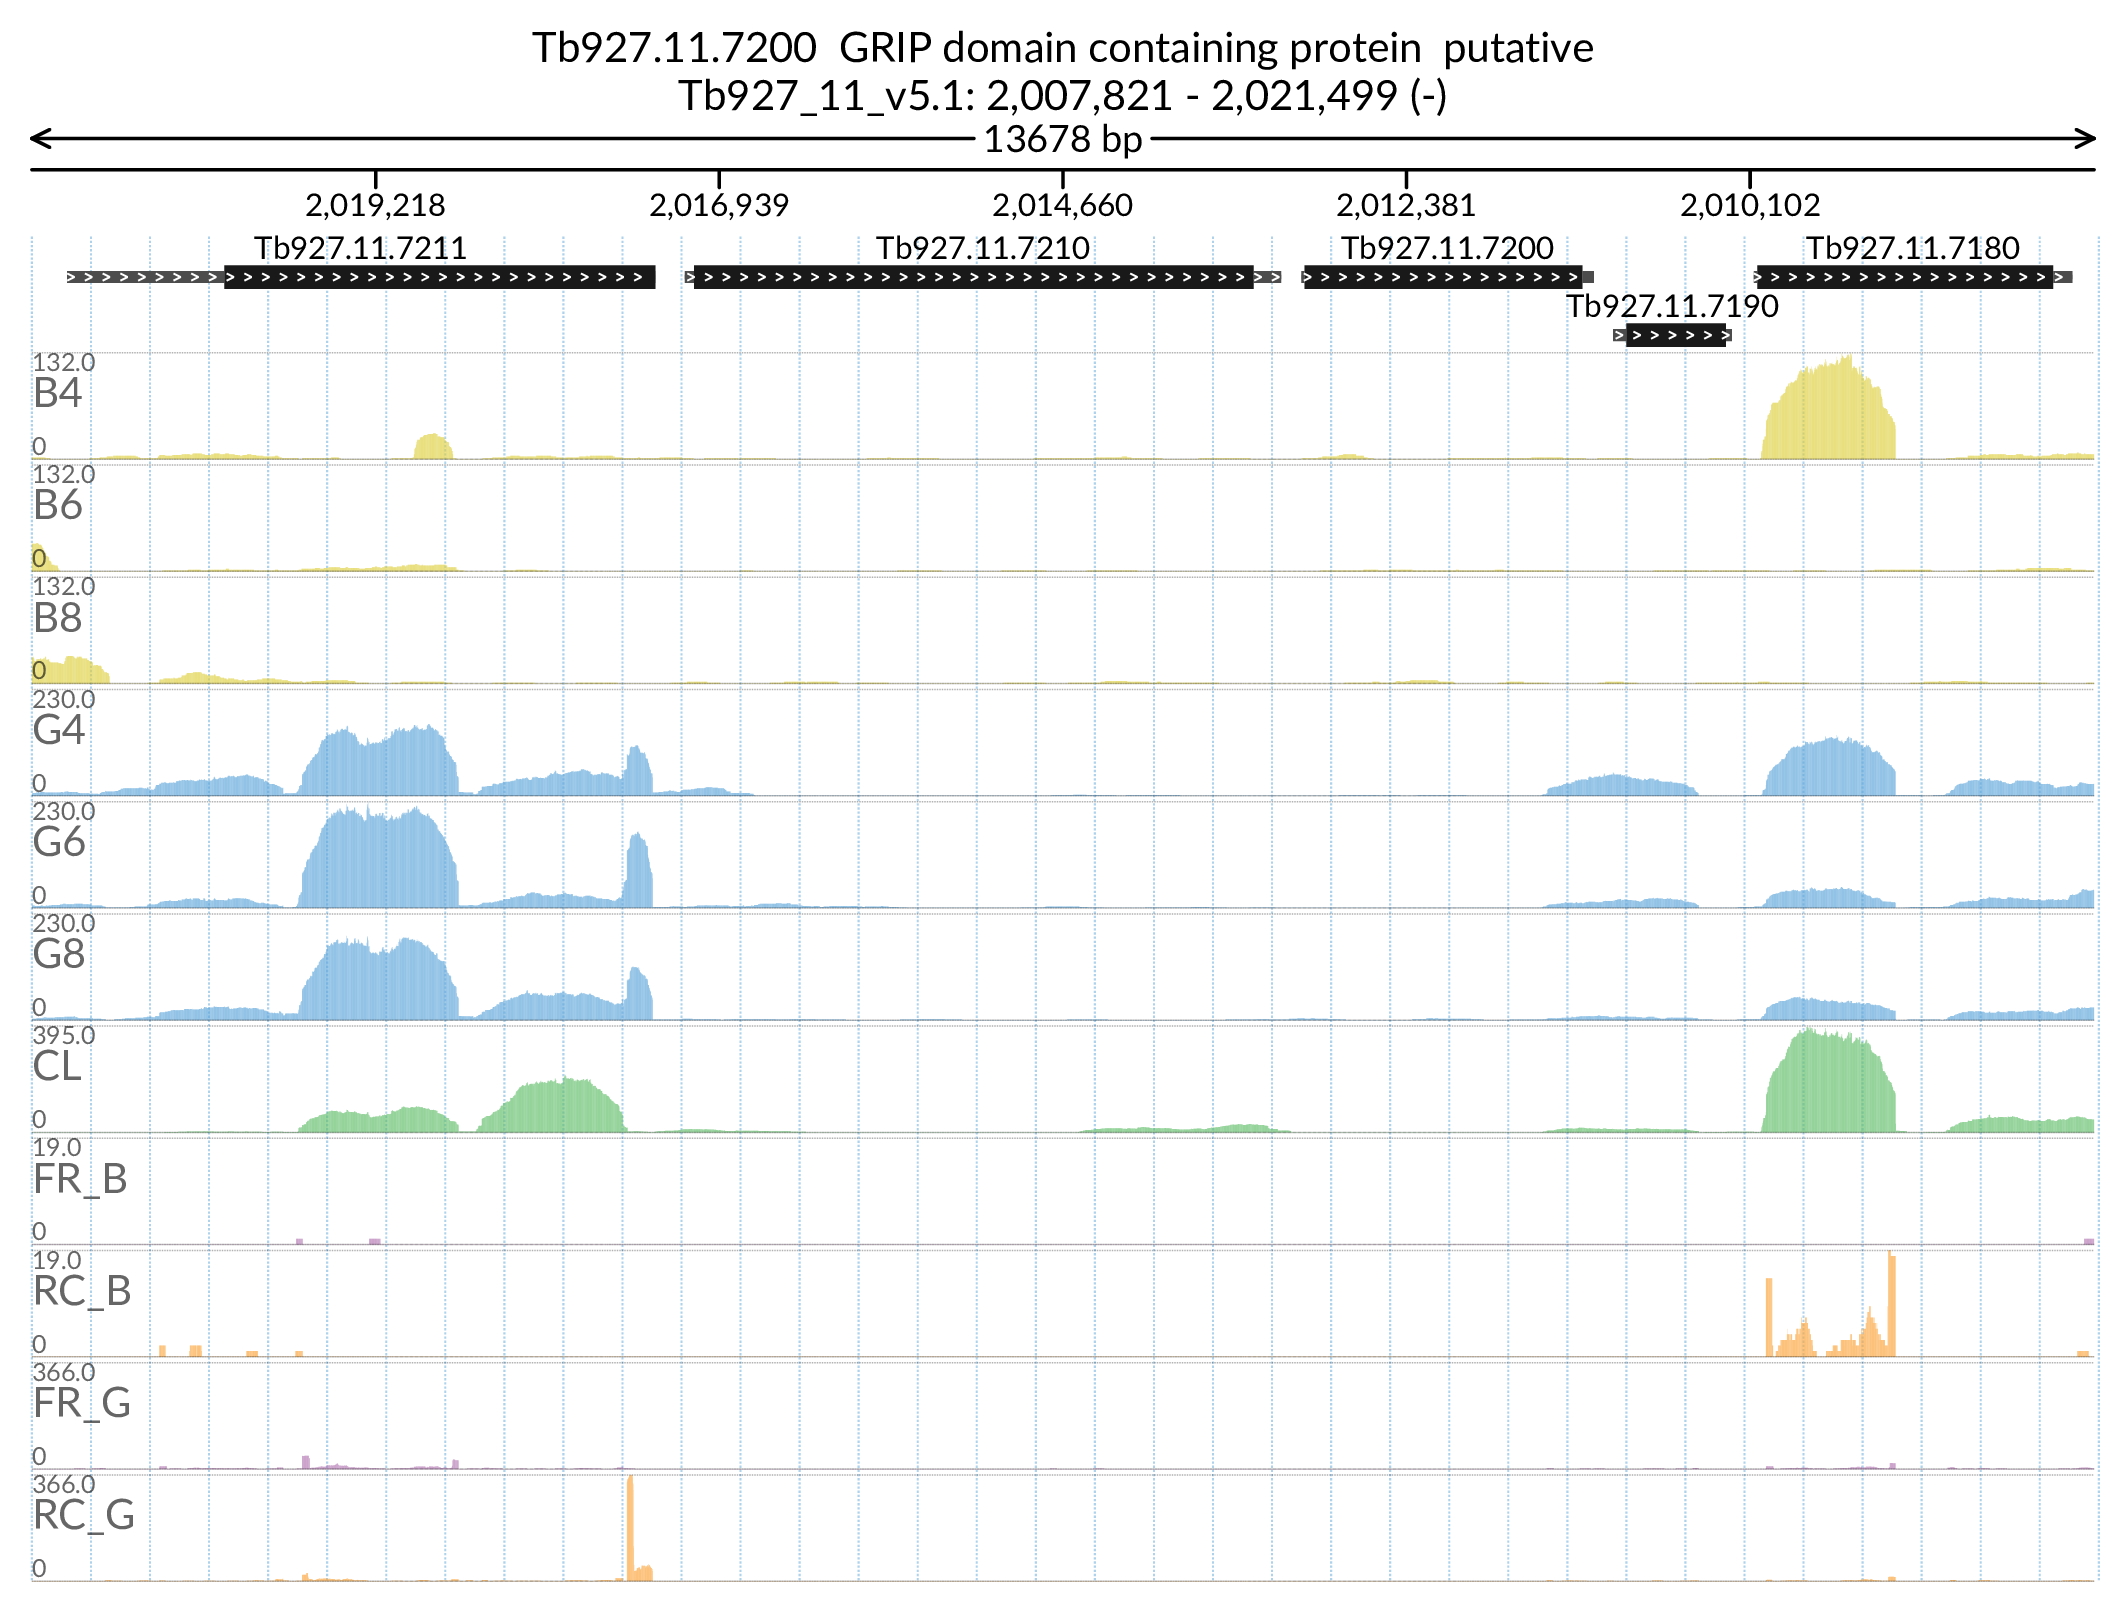 Tb927.11.7200  GRIP domain containing protein  putative
Tb927_11_v5.1: 2,007,821 - 2,021,499 (-)
13678 bp
2,019,218 2,016,939 2,014,660 2,012,381 2,010,102
Tb927.11.7211 Tb927.11.7210 Tb927.11.7200 Tb927.11.7180
Tb927.11.7190
132.0
B4
0
132.0
B6
0
132.0
B8
0
230.0
G4
0
230.0
G6
0
230.0
G8
0
395.0
CL
0
19.0
FR_B
0
19.0
RC_B
0
366.0
FR_G
0
366.0
RC_G
0